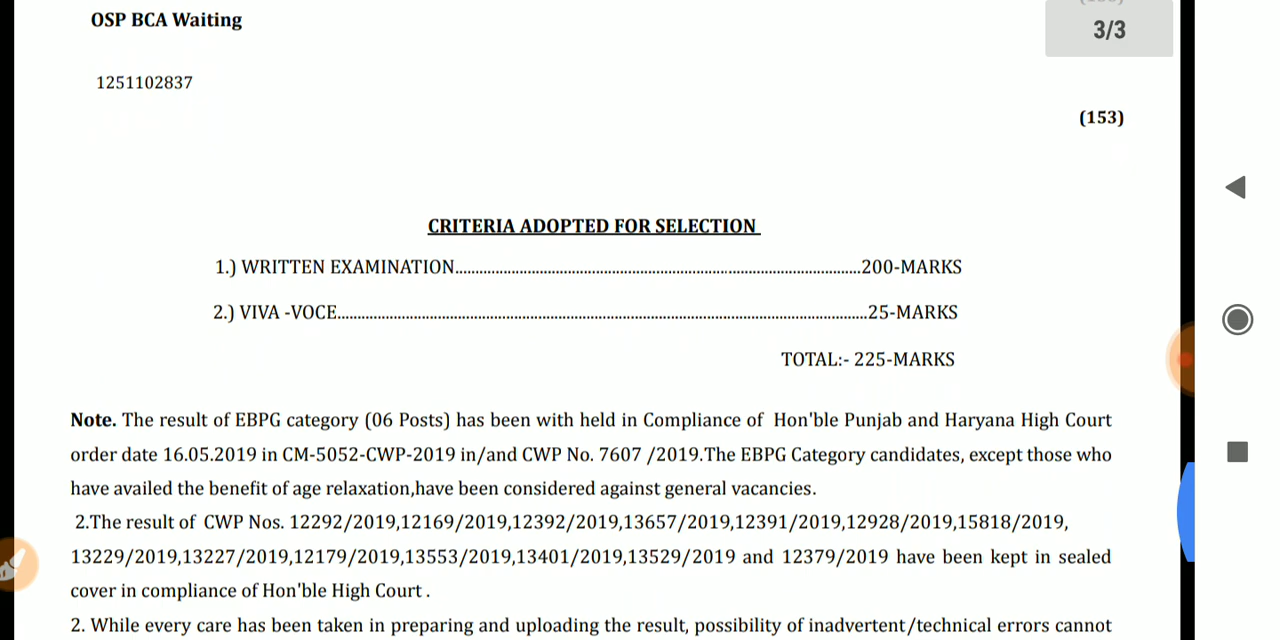 OSP BCA Waiting
3/3
1251102837
(153)
CRITERIA ADOPTED FOR SELECTION
1.) WRITTEN EXAMINATION....................................................................................................200-MARKS
2.) VIVA -VOCE...................................................................................................................................25-MARKS
TOTAL:- 225-MARKS
Note. The result of EBPG category (06 Posts) has been with held in Compliance of Hon'ble Punjab and Haryana High Court
order date 16.05.2019 in CM-5052-CWP-2019 in/and CWP No. 7607 /2019.The EBPG Category candidates, except those who
have availed the benefit of age relaxation,have been considered against general vacancies.
2.The result of CWP Nos. 12292/2019,12169/2019,12392/2019,13657/2019,12391/2019,12928/2019,15818/2019,
13229/2019,13227/2019,12179/2019,13553/2019,13401/2019,13529/2019 and 12379/2019 have been kept in sealed
cover in compliance of Hon'ble High Court .
2. While every care has been taken in preparing and uploading the result, possibility of inadvertent/technical errors cannot